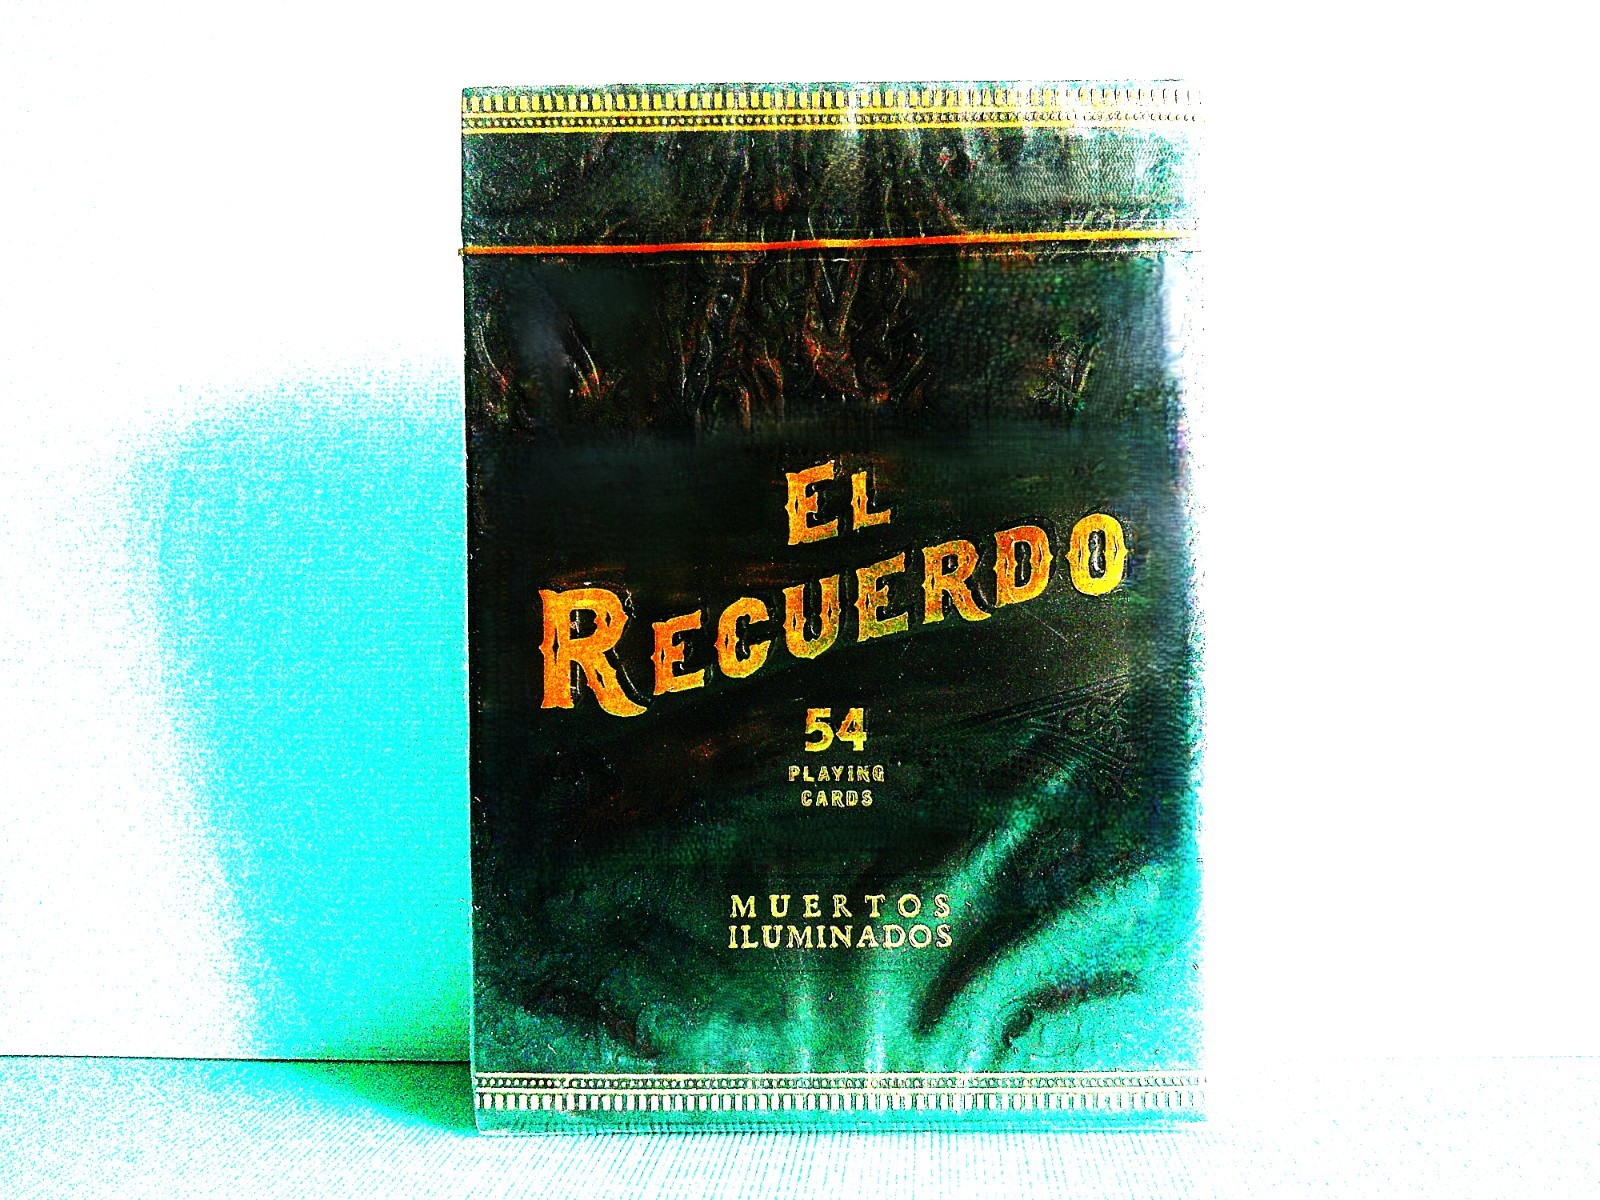 EL
RECUERDO
54
PLAYING
CARDS
MUERTOS
ILUMINADOS